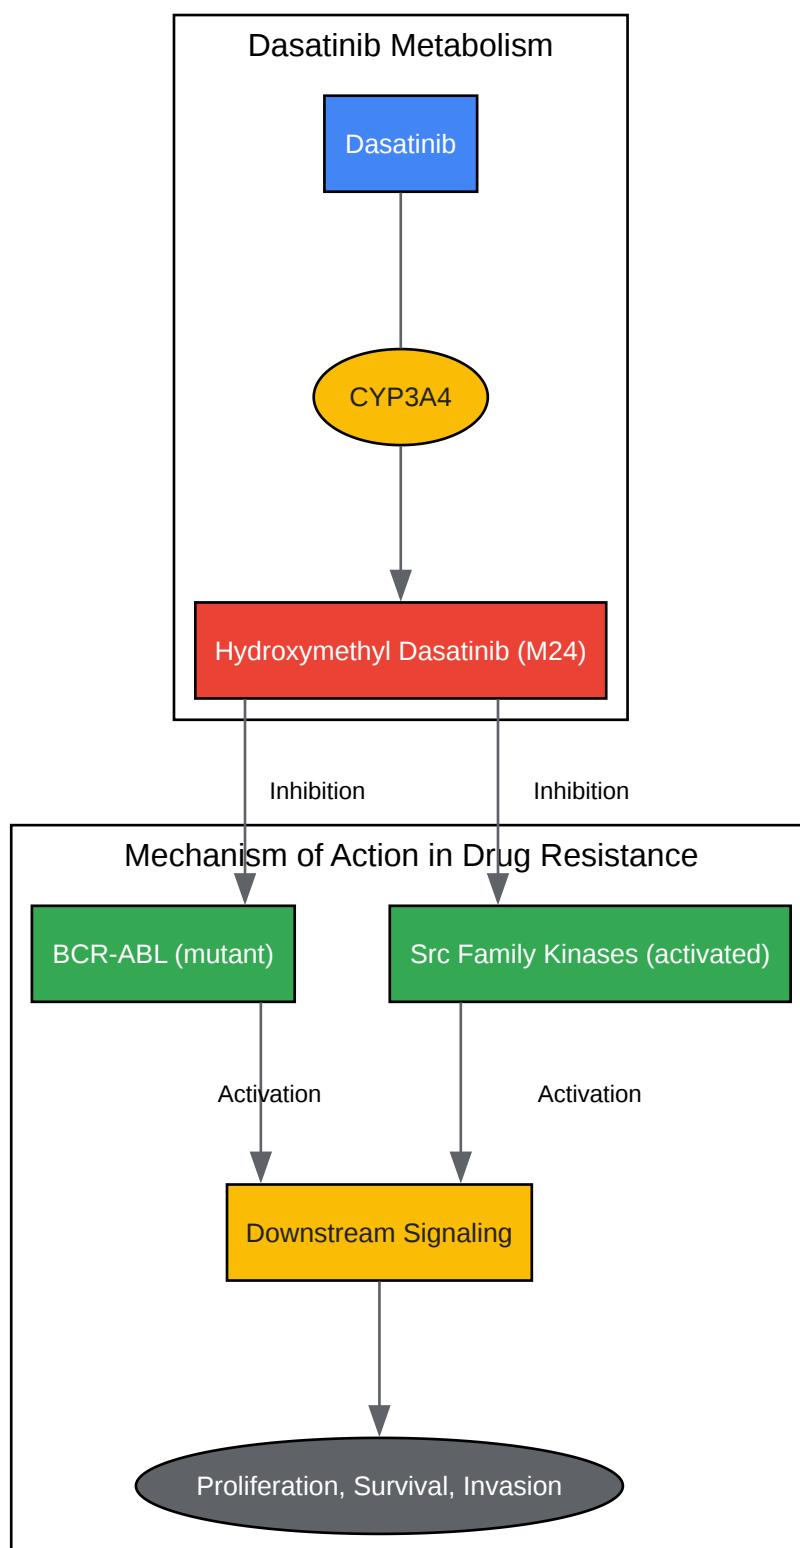 Dasatinib Metabolism
Dasatinib
CYP3A4
Hydroxymethyl Dasatinib (M24)
Inhibition
Inhibition
Mechanism of Action in Drug Resistance
BCR-ABL (mutant)
Src Family Kinases (activated)
Activation
Activation
Downstream Signaling
Proliferation, Survival, Invasion